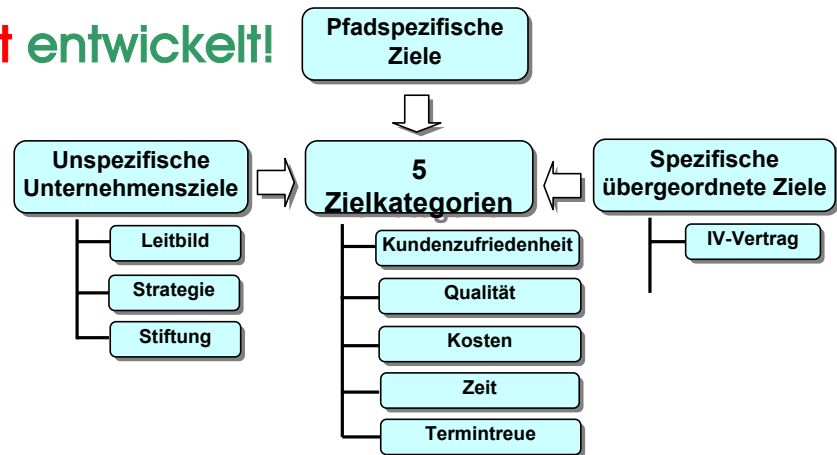 t entwickelt!
Pfadspezifische
Ziele
Unspezifische
Unternehmensziele
5
Zielkategorien
Spezifische
übergeordnete Ziele
Leitbild
Strategie
Stiftung
Kundenzufriedenheit
Qualität
Kosten
Zeit
Termintreue
IV-Vertrag